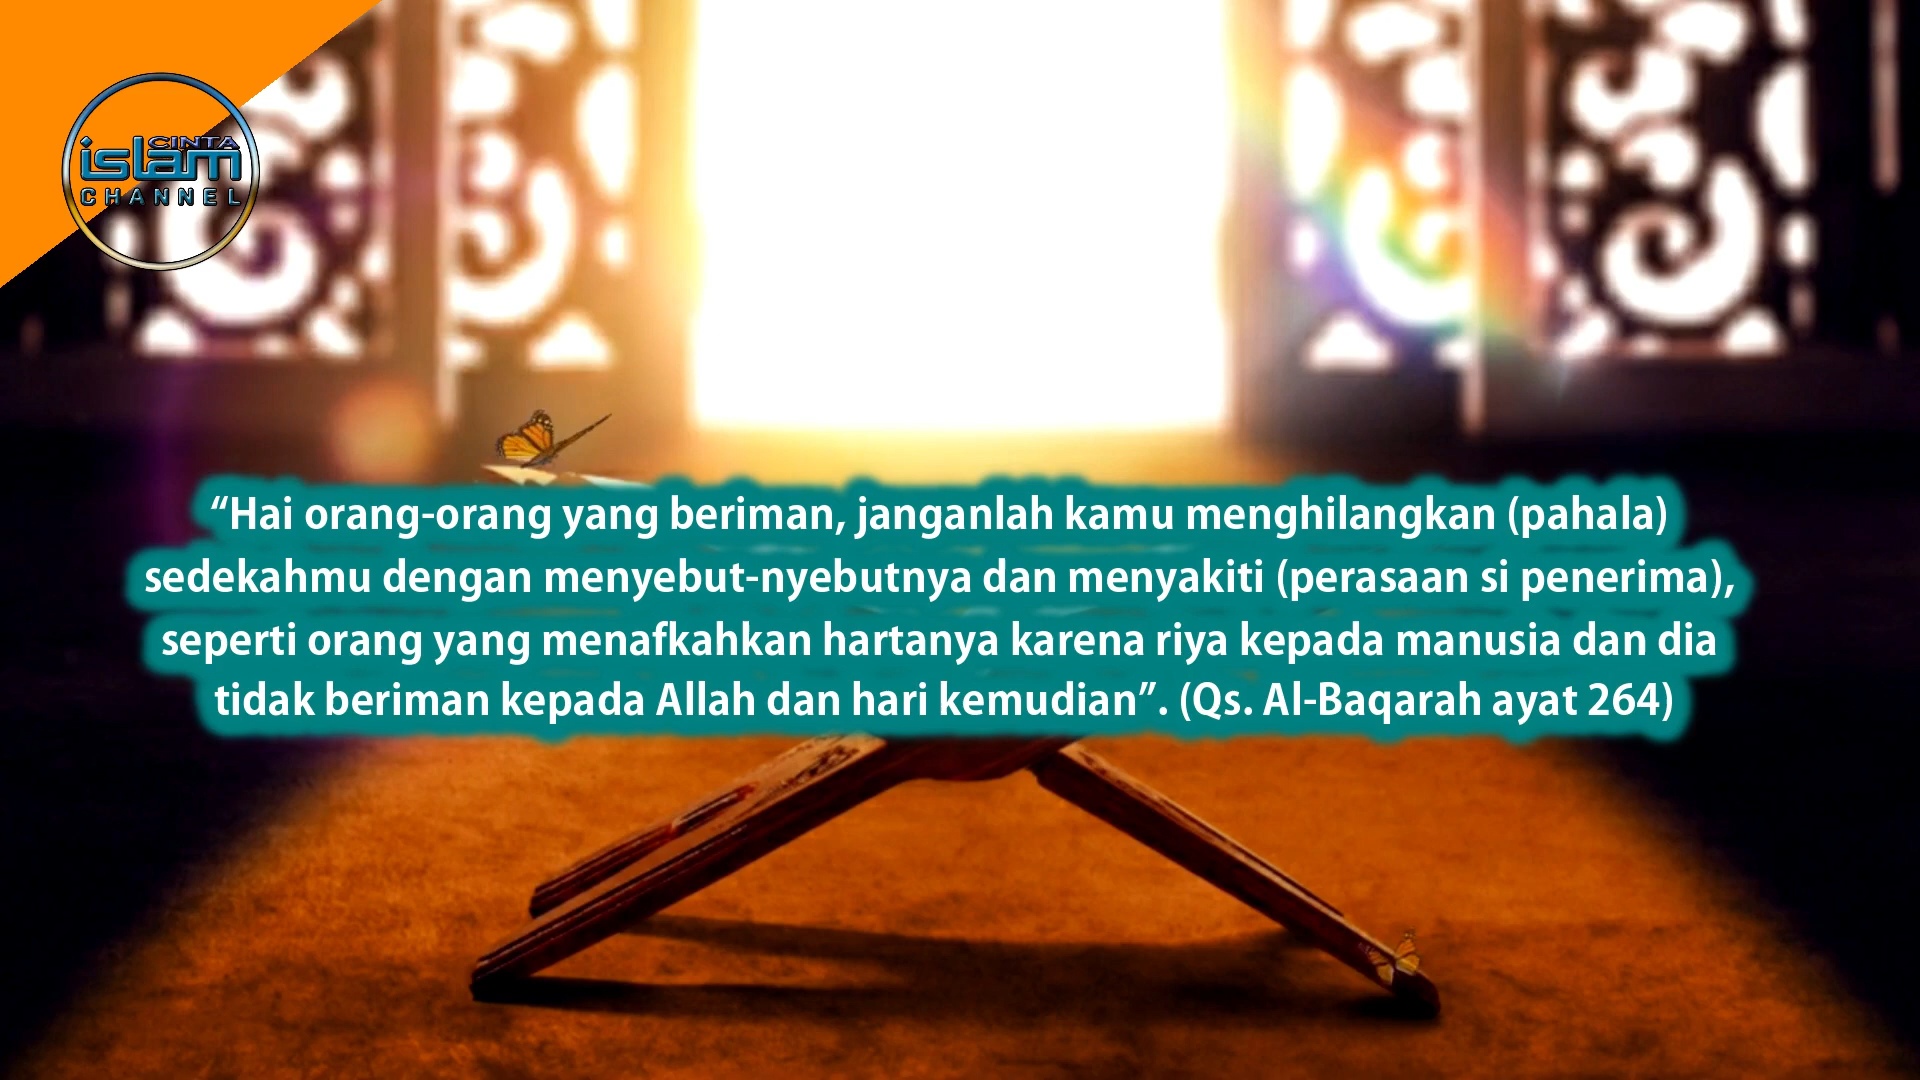 CINTA
islam
CHANNEL
“Hai orang-orang yang beriman, janganlah kamu menghilangkan (pahala)
sedekahmu dengan menyebut-nyebutnya dan menyakiti (perasaan si penerima),
seperti orang yang menafkahkan hartanya karena riya kepada manusia dan dia
tidak beriman kepada Allah dan hari kemudian”. (Qs. Al-Baqarah ayat 264)